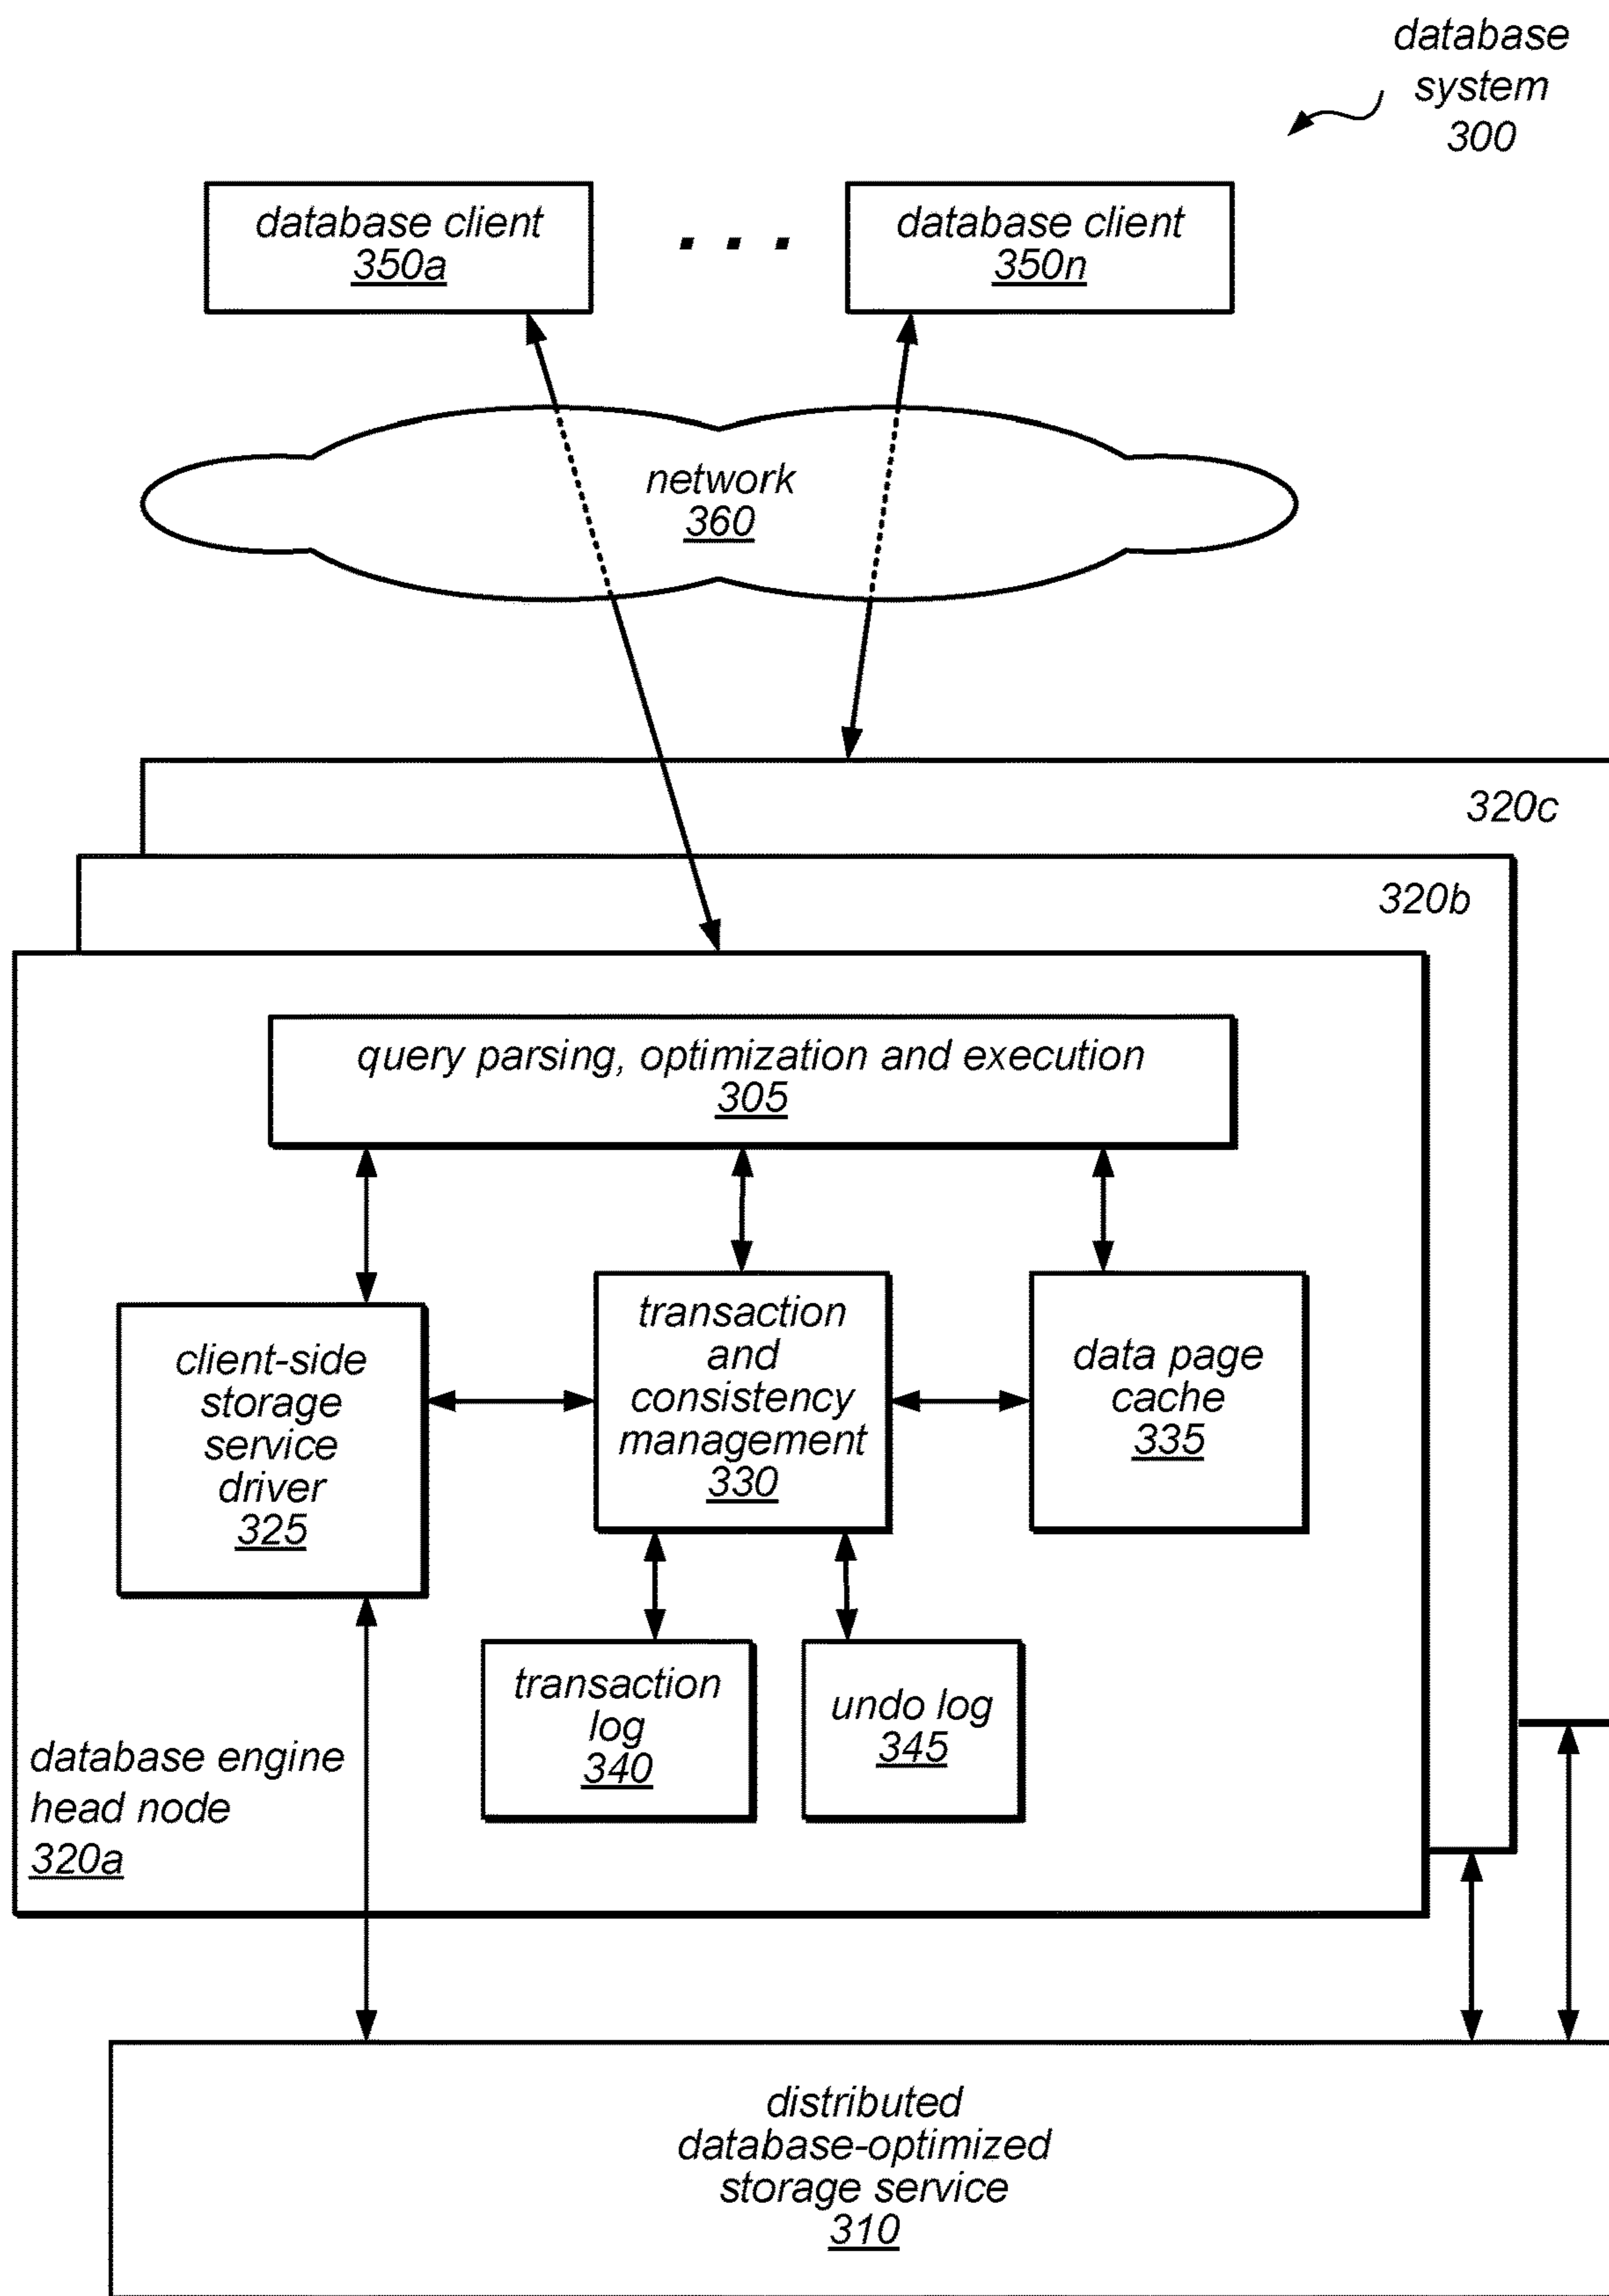 database
system
300
database client
350a
. . .
database client
350n
network
360
320c
320b
query parsing, optimization and execution
305
client-side
storage
service
driver
325
transaction
and
consistency
management
330
data page
cache
335
transaction
log
340
undo log
345
database engine
head node
320a
distributed
database-optimized
storage service
310